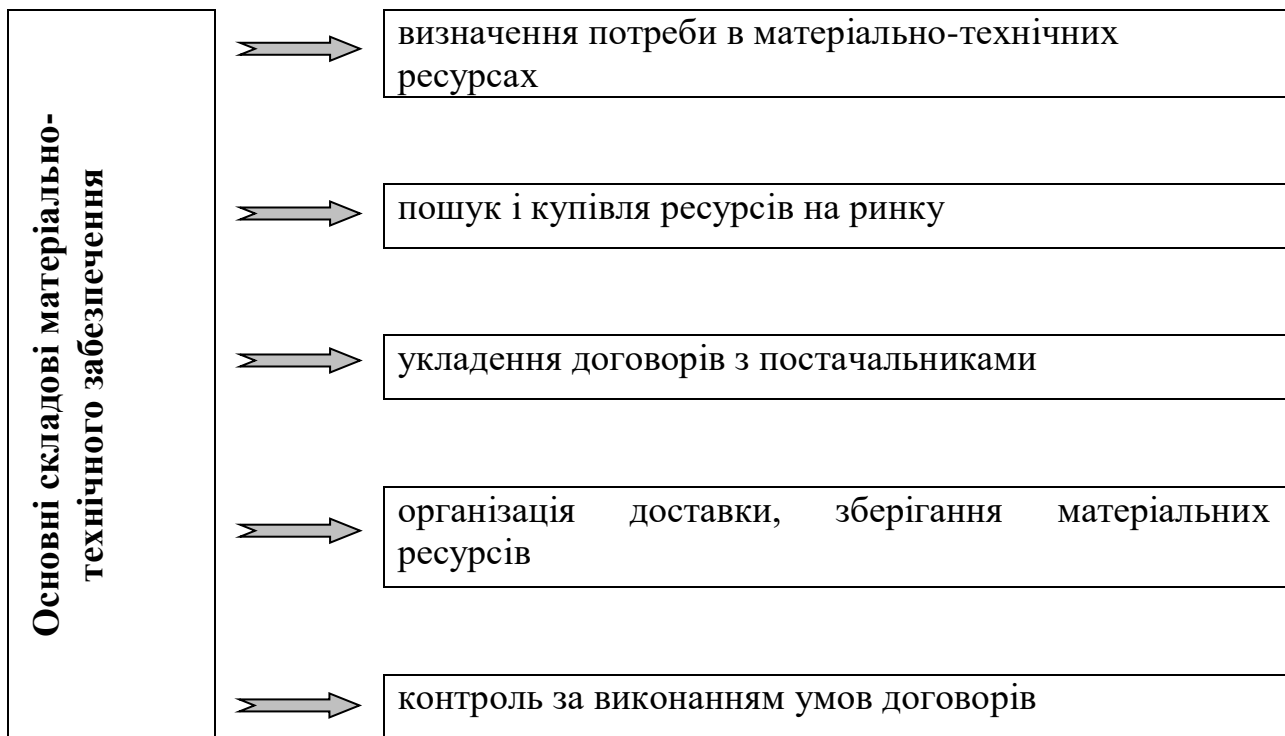 Основні складові матеріально-
технічного забезпечення
визначення потреби в матеріально-технічних
ресурсах
пошук і купівля ресурсів на ринку
укладення договорів з постачальниками
організація доставки, зберігання матеріальних
ресурсів
контроль за виконанням умов договорів